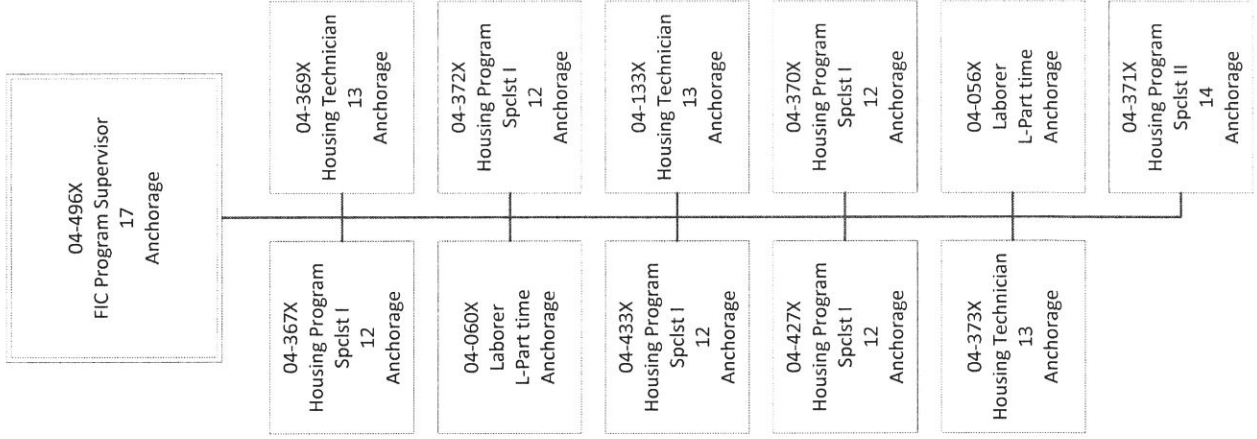 04-496X
FIC Program Supervisor
17
Anchorage
04-367X
Housing Program
Spclst I
12
Anchorage
04-369X
Housing Technician
13
Anchorage
04-060X
Laborer
L-Part time
Anchorage
04-372X
Housing Program
Spclst I
12
Anchorage
04-433X
Housing Program
Spclst I
12
Anchorage
04-133X
Housing Technician
13
Anchorage
04-427X
Housing Program
Spclst I
12
Anchorage
04-370X
Housing Program
Spclst I
12
Anchorage
04-373X
Housing Technician
13
Anchorage
04-056X
Laborer
L-Part time
Anchorage
04-371X
Housing Program
Spclst II
14
Anchorage